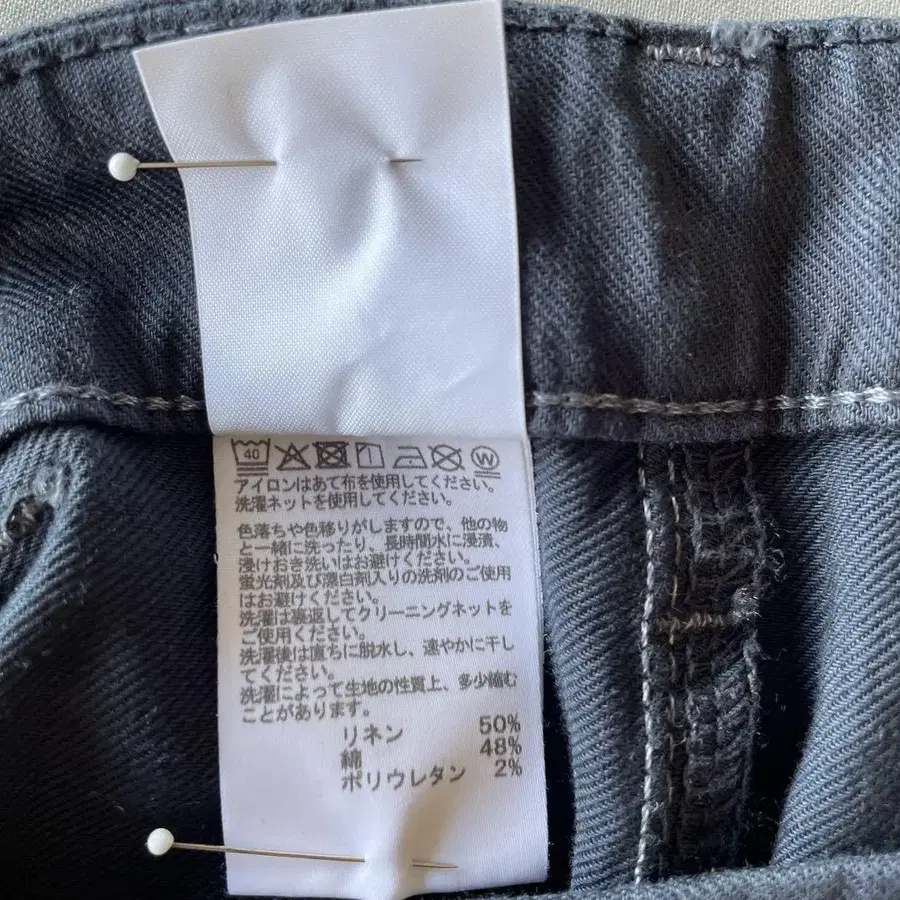 40 W
アイロンはあて布を使用してください。
洗濯ネットを使用してください。
色落ちや色移りがしますので、他の物
と一緒に洗ったり、長時間水に浸漬、
浸けおき洗いはお避けください。
蛍光剤及び漂白剤入りの洗剤のご使用
はお避けください。
洗濯は裏返してクリーニングネットを
ご使用ください。
洗濯後は直ちに脱水し、速やかに干し
てください。
洗濯によって生地の性質上、多少縮む
ことがあります。
リネン 50%
綿 48%
ポリウレタン 2%